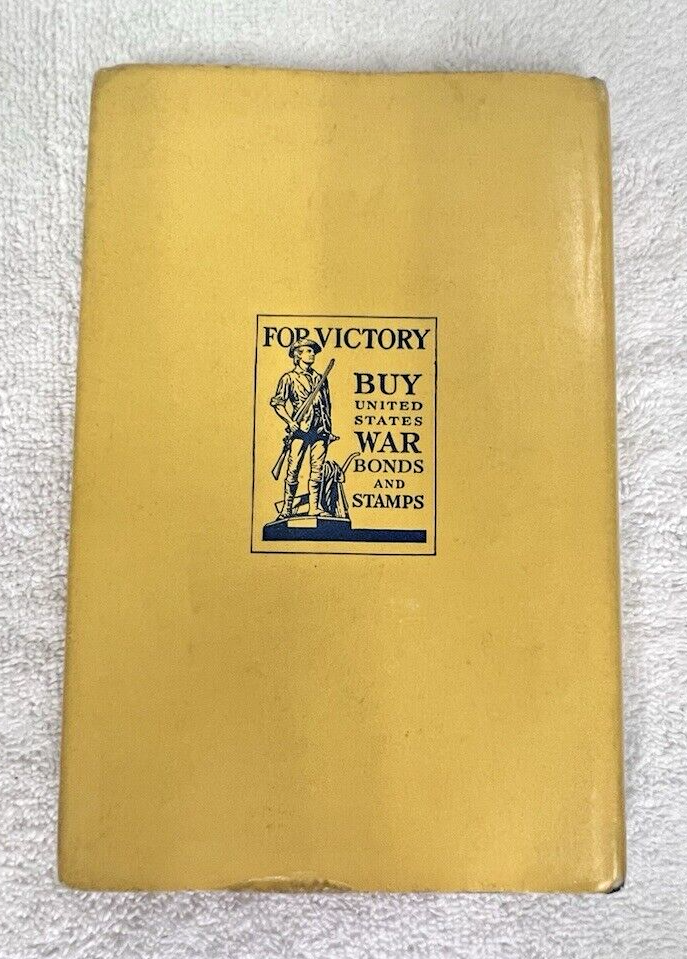 FOR VICTORY
BUY
UNITED
STATES
WAR
BONDS
AND
STAMPS